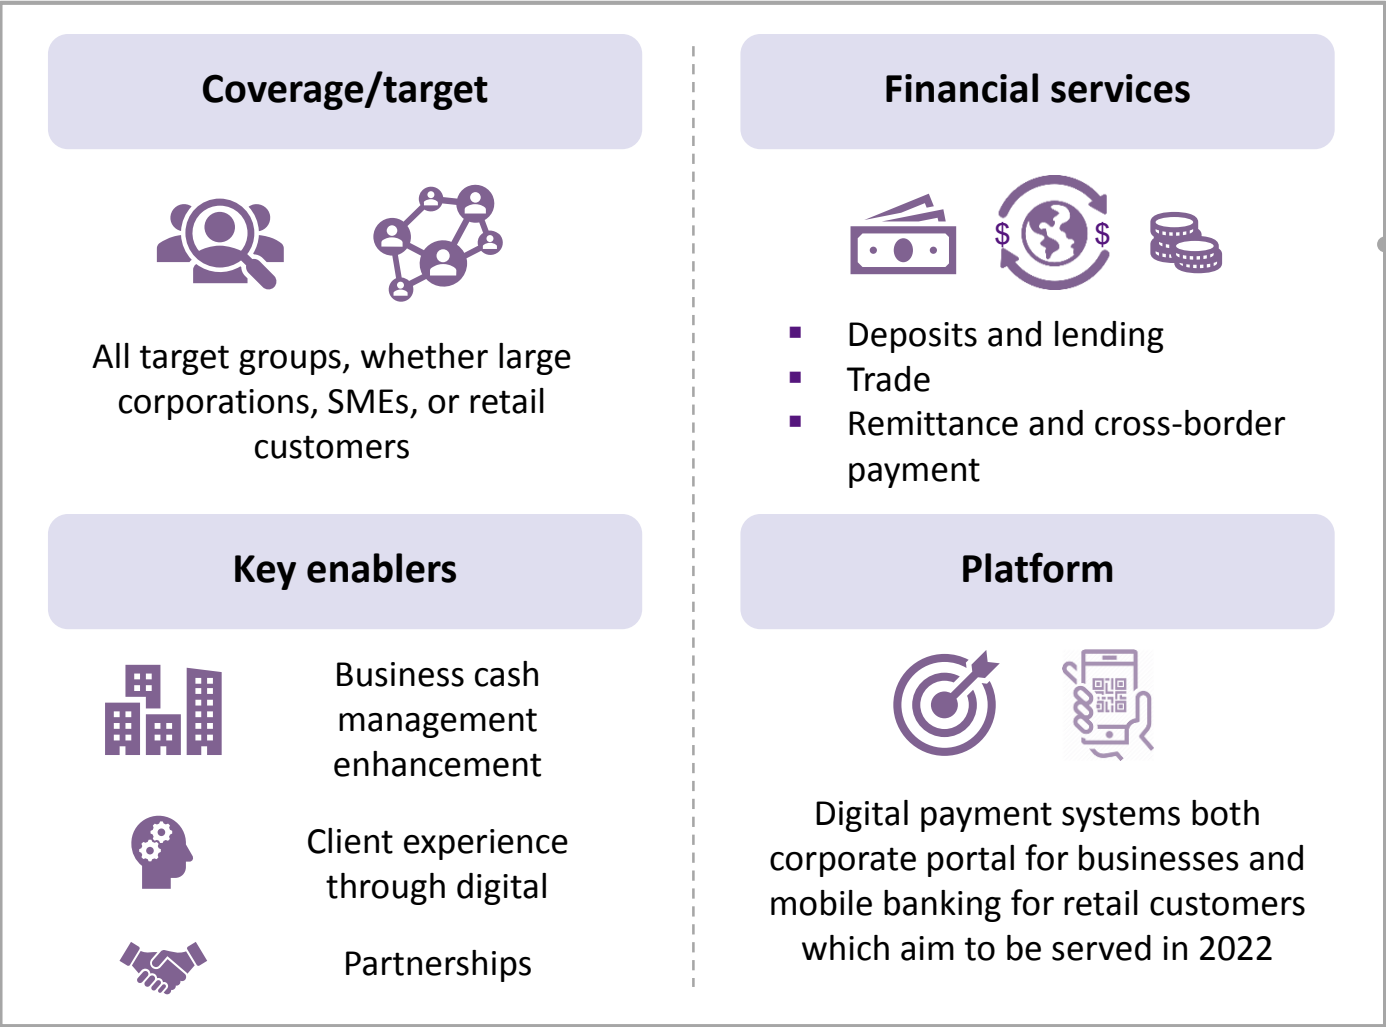 Coverage/target
All target groups, whether large
corporations, SMEs, or retail
customers
Financial services
$ $
▪ Deposits and lending
▪ Trade
▪ Remittance and cross-border
payment
Key enablers
Business cash
management
enhancement
Client experience
through digital
Partnerships
Platform
Digital payment systems both
corporate portal for businesses and
mobile banking for retail customers
which aim to be served in 2022